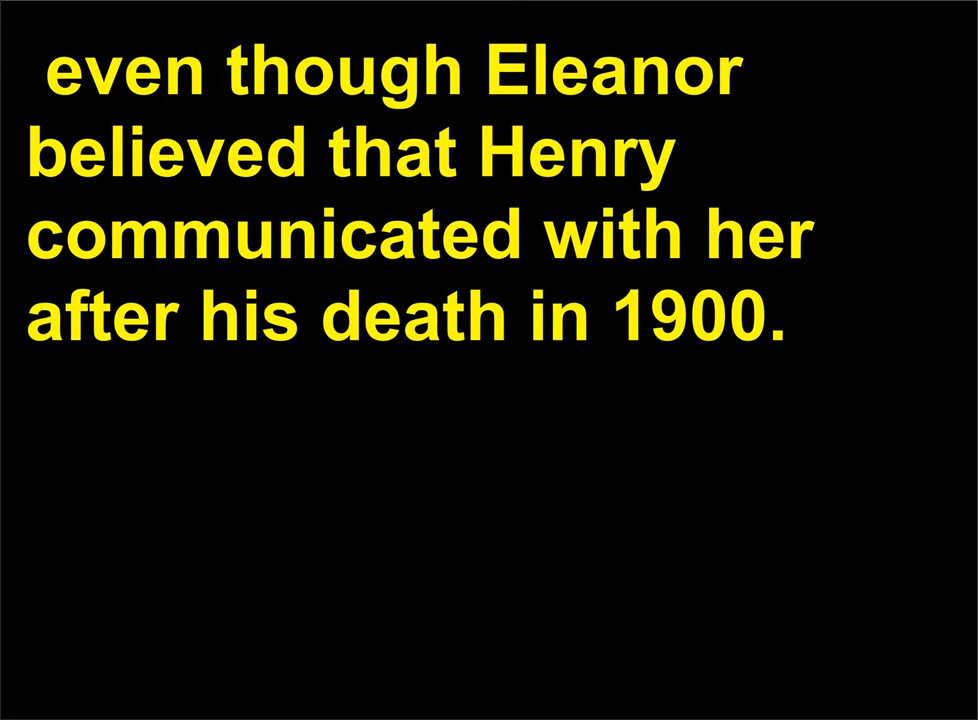 even though Eleanor
believed that Henry
communicated with her
after his death in 1900.